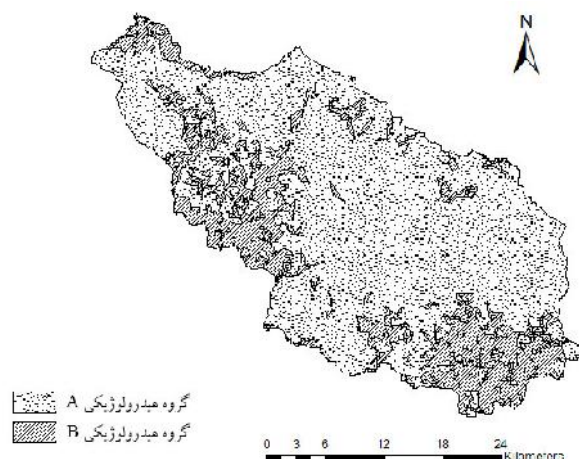 N
گروه هیدرولوژیکی A
گروه هیدرولوژیکی B
0 3 6 12 18 24
Kilometers